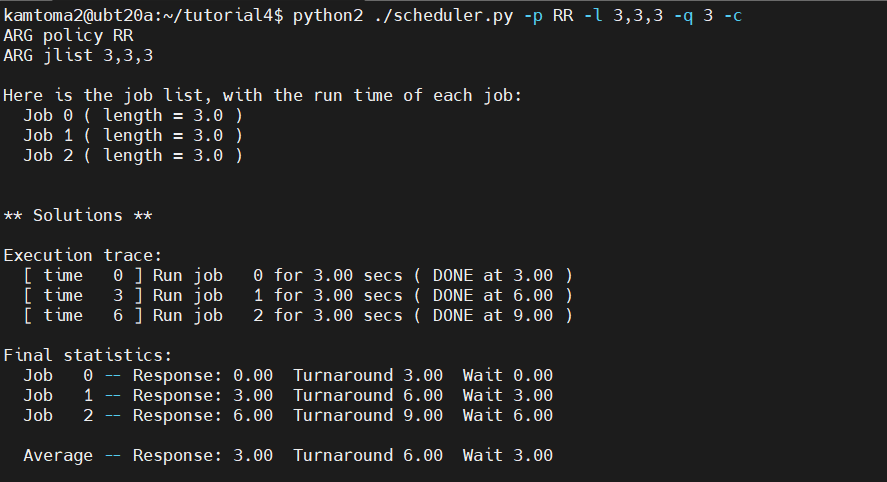 kamtoma2@ubt20a:~/tutorial4$ python2 ./scheduler.py -p RR -l 3,3,3 -q 3 -c
ARG policy RR
ARG jlist 3,3,3
Here is the job list, with the run time of each job:
Job 0 ( length = 3.0 )
Job 1 ( length = 3.0 )
Job 2 ( length = 3.0 )
** Solutions **
Execution trace:
[ time   0 ] Run job   0 for 3.00 secs ( DONE at 3.00 )
[ time   3 ] Run job   1 for 3.00 secs ( DONE at 6.00 )
[ time   6 ] Run job   2 for 3.00 secs ( DONE at 9.00 )
Final statistics:
Job   0 -- Response: 0.00  Turnaround 3.00  Wait 0.00
Job   1 -- Response: 3.00  Turnaround 6.00  Wait 3.00
Job   2 -- Response: 6.00  Turnaround 9.00  Wait 6.00
Average -- Response: 3.00  Turnaround 6.00  Wait 3.00